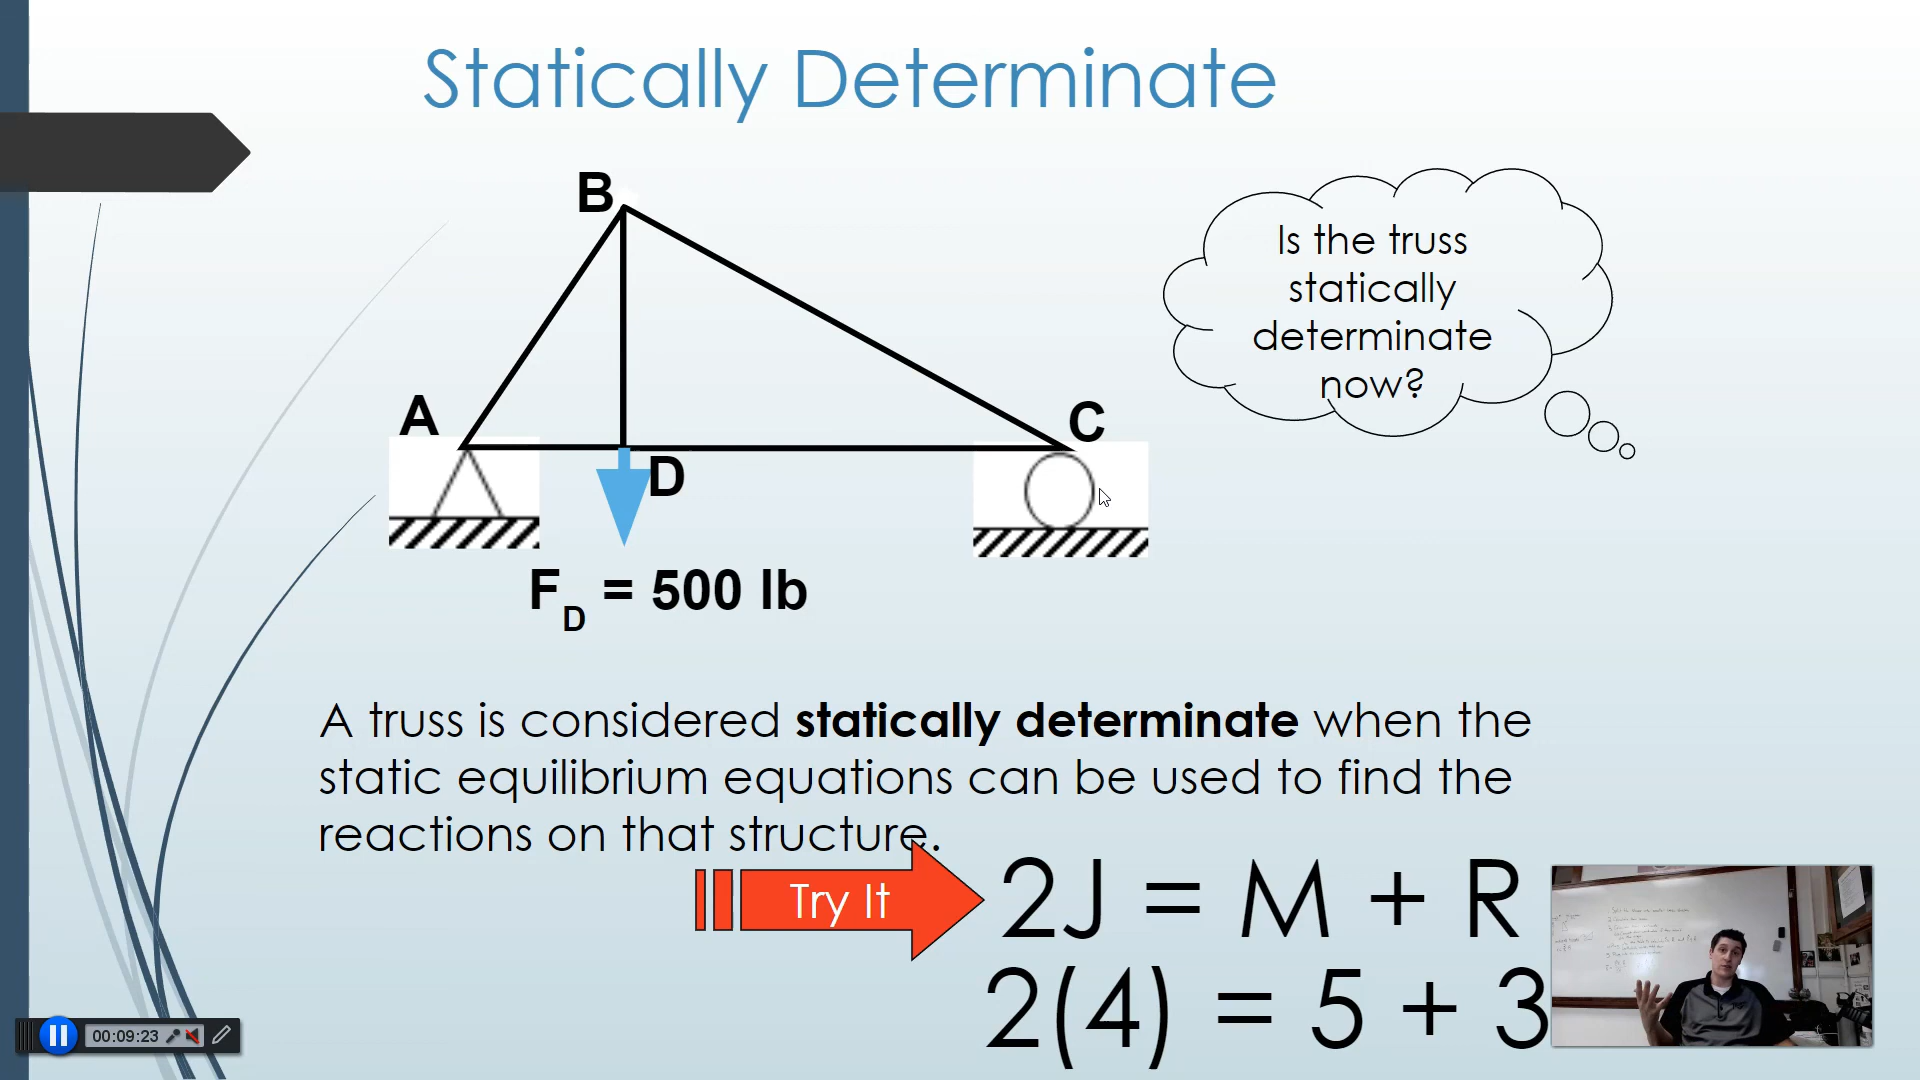 Statically Determinate
B
Is the truss
statically
determinate
now?
A
C
D
F_D = 500 lb
A truss is considered statically determinate when the
static equilibrium equations can be used to find the
reactions on that structure.
Try It
2J = M + R
2(4) = 5 + 3
00:09:23